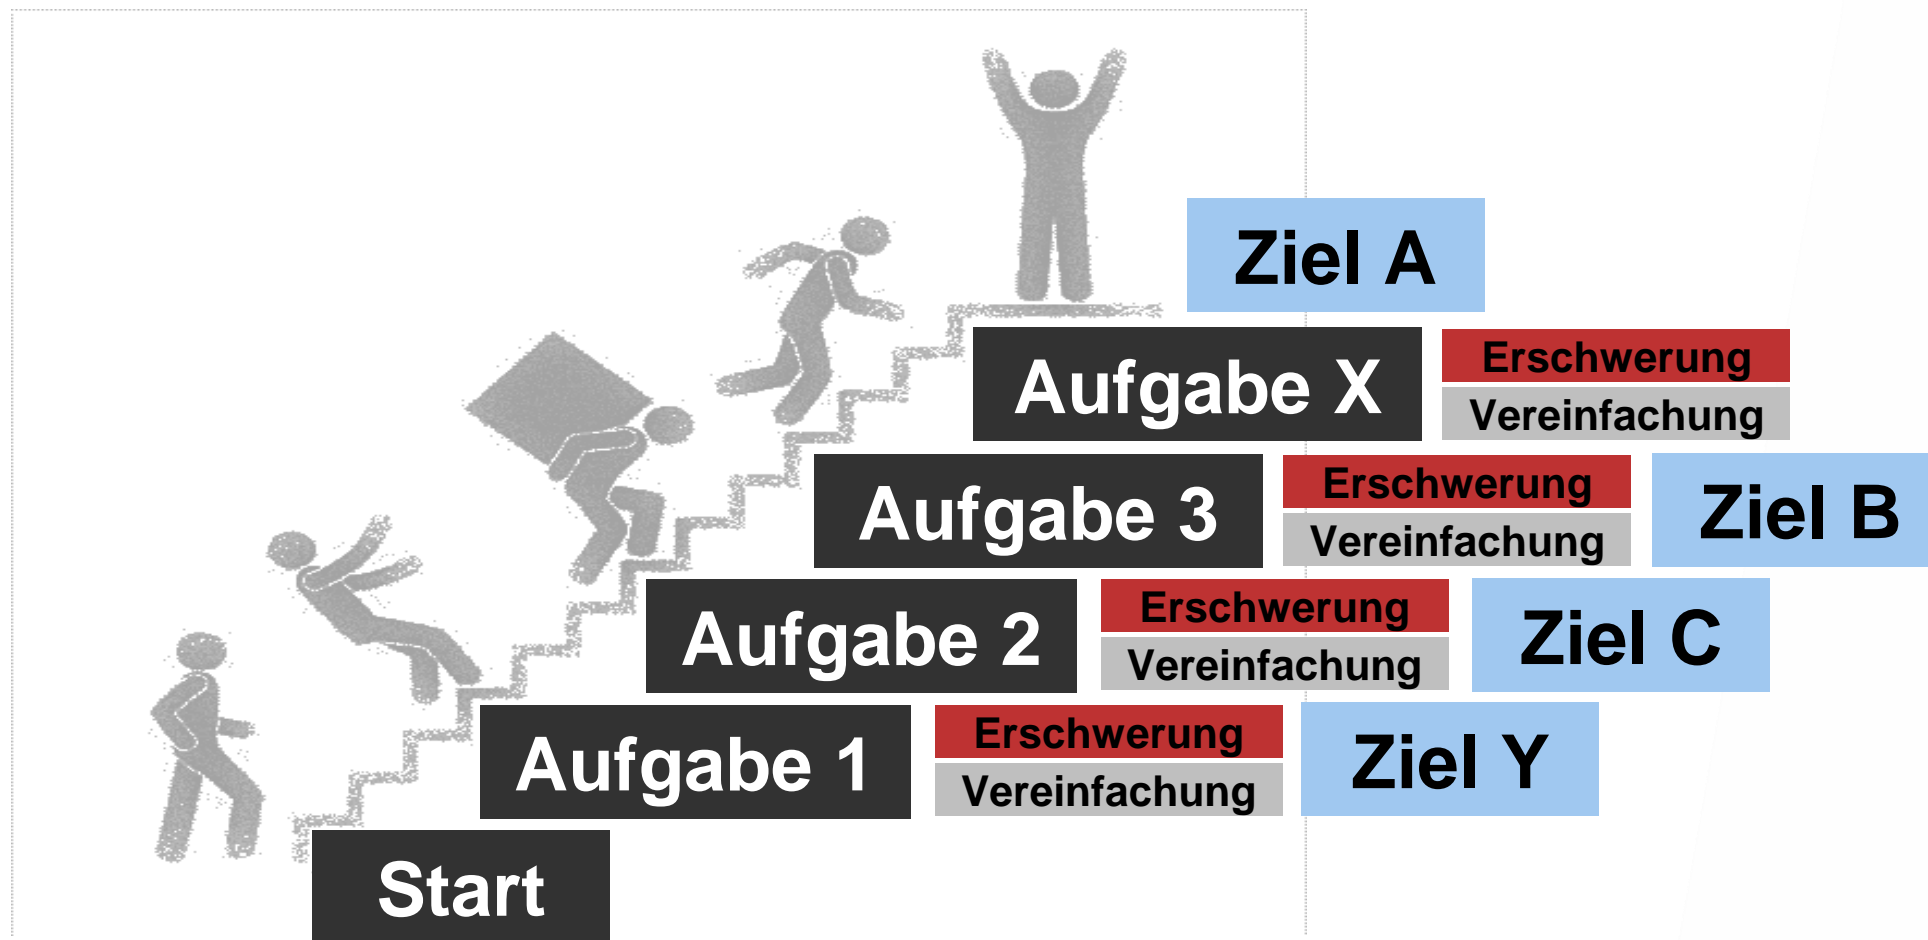 Ziel A
Aufgabe X
Erschwerung
Vereinfachung
Aufgabe 3
Erschwerung
Vereinfachung
Ziel B
Aufgabe 2
Erschwerung
Vereinfachung
Ziel C
Aufgabe 1
Erschwerung
Vereinfachung
Ziel Y
Start